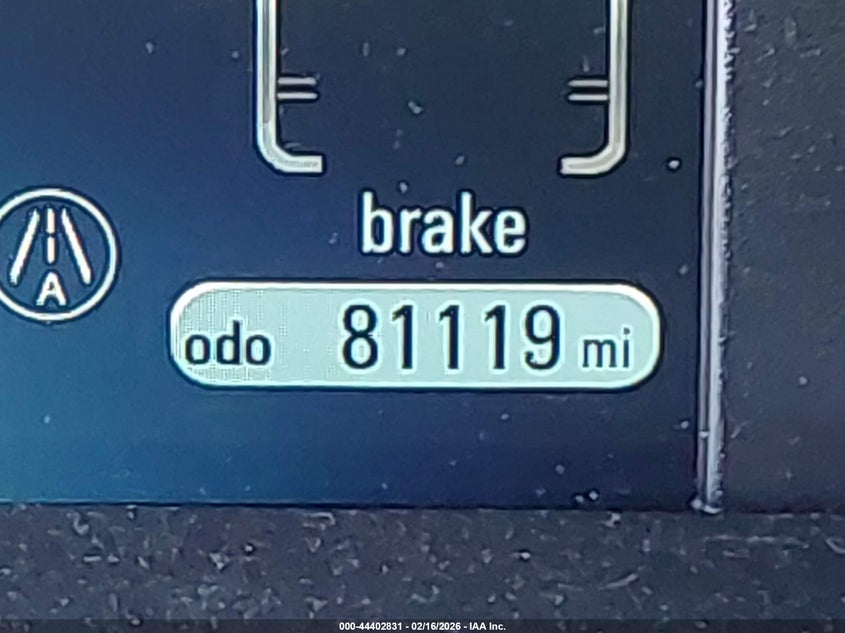 brake
A
odo 81119 mi
000-44402831 - 02/16/2026 - IAA Inc.